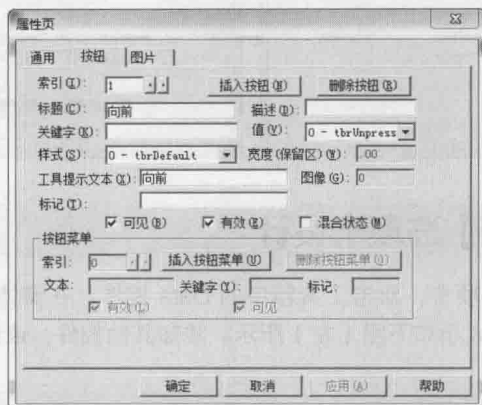 属性页
通用 按钮 图片
索引(I): 1 插入按钮(N) 删除按钮(R)
标题(C): 向前 描述(D):
关键字(K): 值(V): 0 - tbrUnpress
样式(S): 0 - tbrDefault 宽度(保留区)(W): .00
工具提示文本(X): 向前 图像(G): 0
标记(T):
可见(B) 有效(E) 混合状态(M)
按钮菜单
索引: 0 插入按钮菜单(U) 删除按钮菜单(O)
文本: 关键字(Y): 标记:
有效(L) 可见
确定 取消 应用(A) 帮助